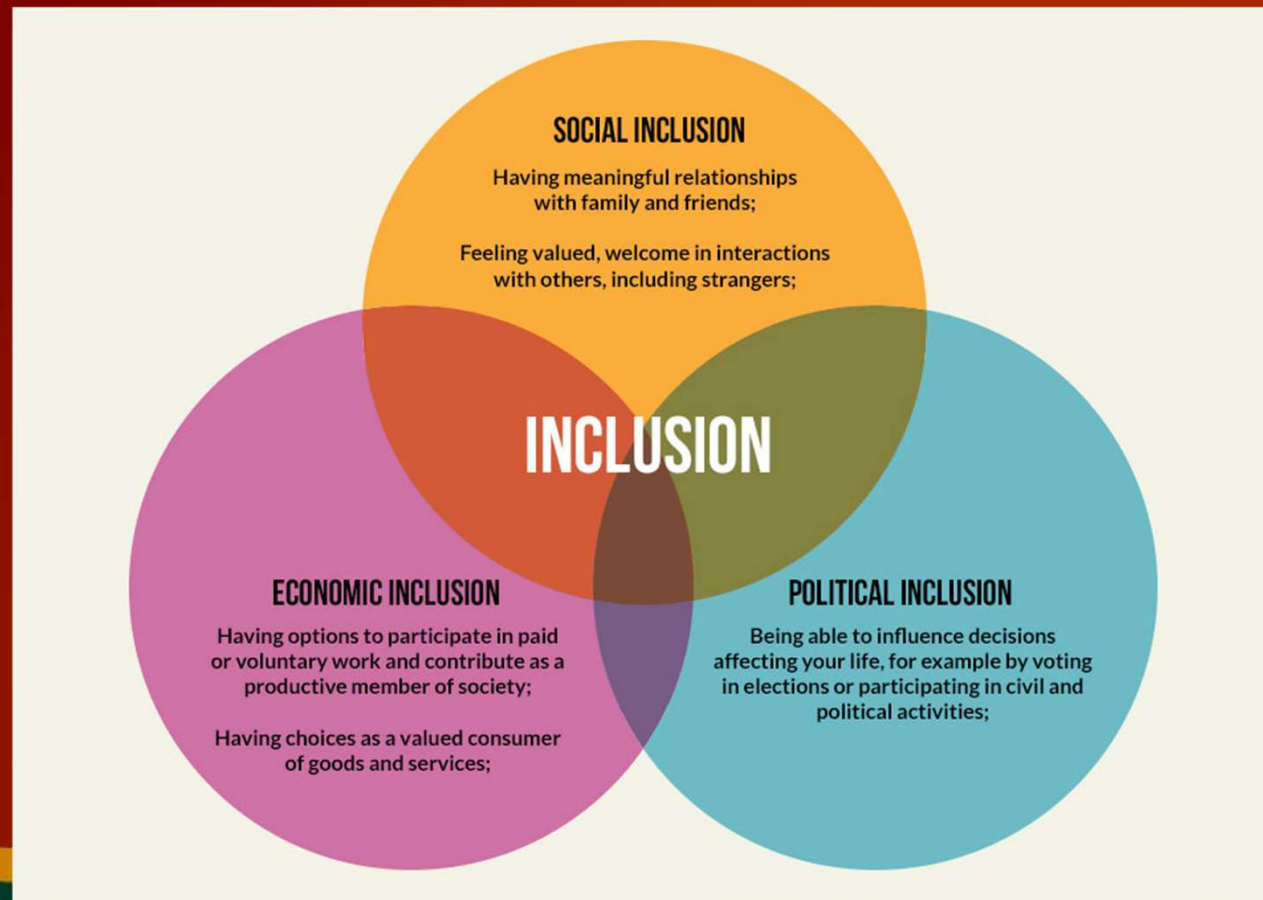 SOCIAL INCLUSION
Having meaningful relationships
with family and friends;
Feeling valued, welcome in interactions
with others, including strangers;
INCLUSION
ECONOMIC INCLUSION
Having options to participate in paid
or voluntary work and contribute as a
productive member of society;
Having choices as a valued consumer
of goods and services;
POLITICAL INCLUSION
Being able to influence decisions
affecting your life, for example by voting
in elections or participating in civil and
political activities;